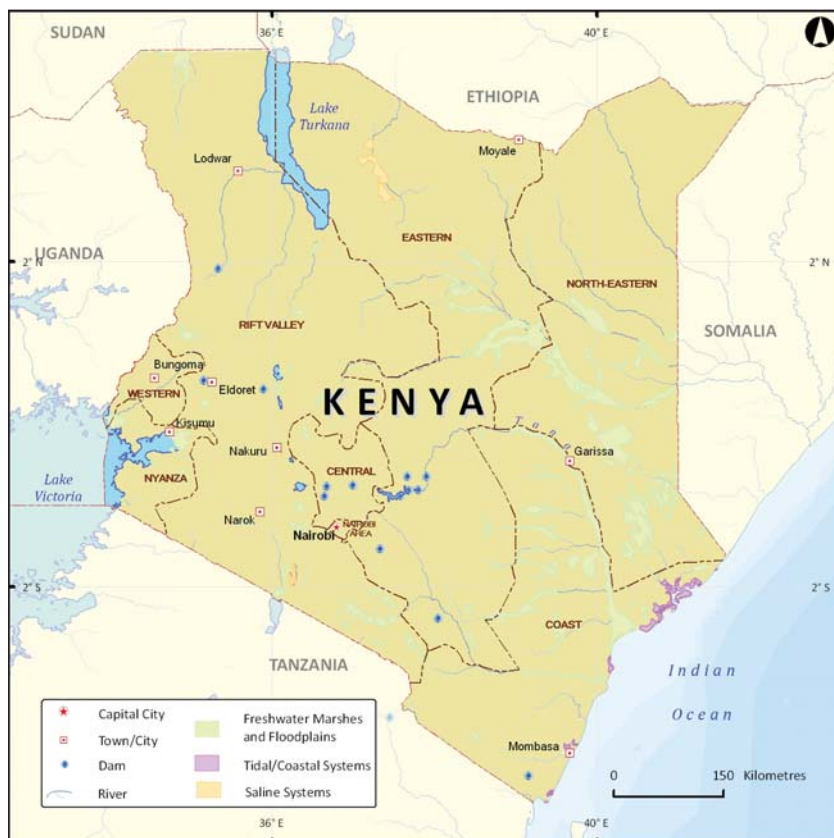 SUDAN
36° E
40° E
ETHIOPIA
Lake
Turkana
Moyale
Lodwar
EASTERN
UGANDA
2° N
2° N
NORTH-EASTERN
RIFT VALLEY
SOMALIA
Bungoma
Eldoret
WESTERN
KENYA
Kisumu
Tana
Nakuru
Garissa
CENTRAL
Lake
Victoria
NYANZA
Narok
Nairobi
NAIROBI
AREA
2° S
2° S
COAST
TANZANIA
Indian
Ocean
Mombasa
Capital City
Town/City
Dam
River
Freshwater Marshes
and Floodplains
Tidal/Coastal Systems
Saline Systems
0 150 Kilometres
36° E
40° E